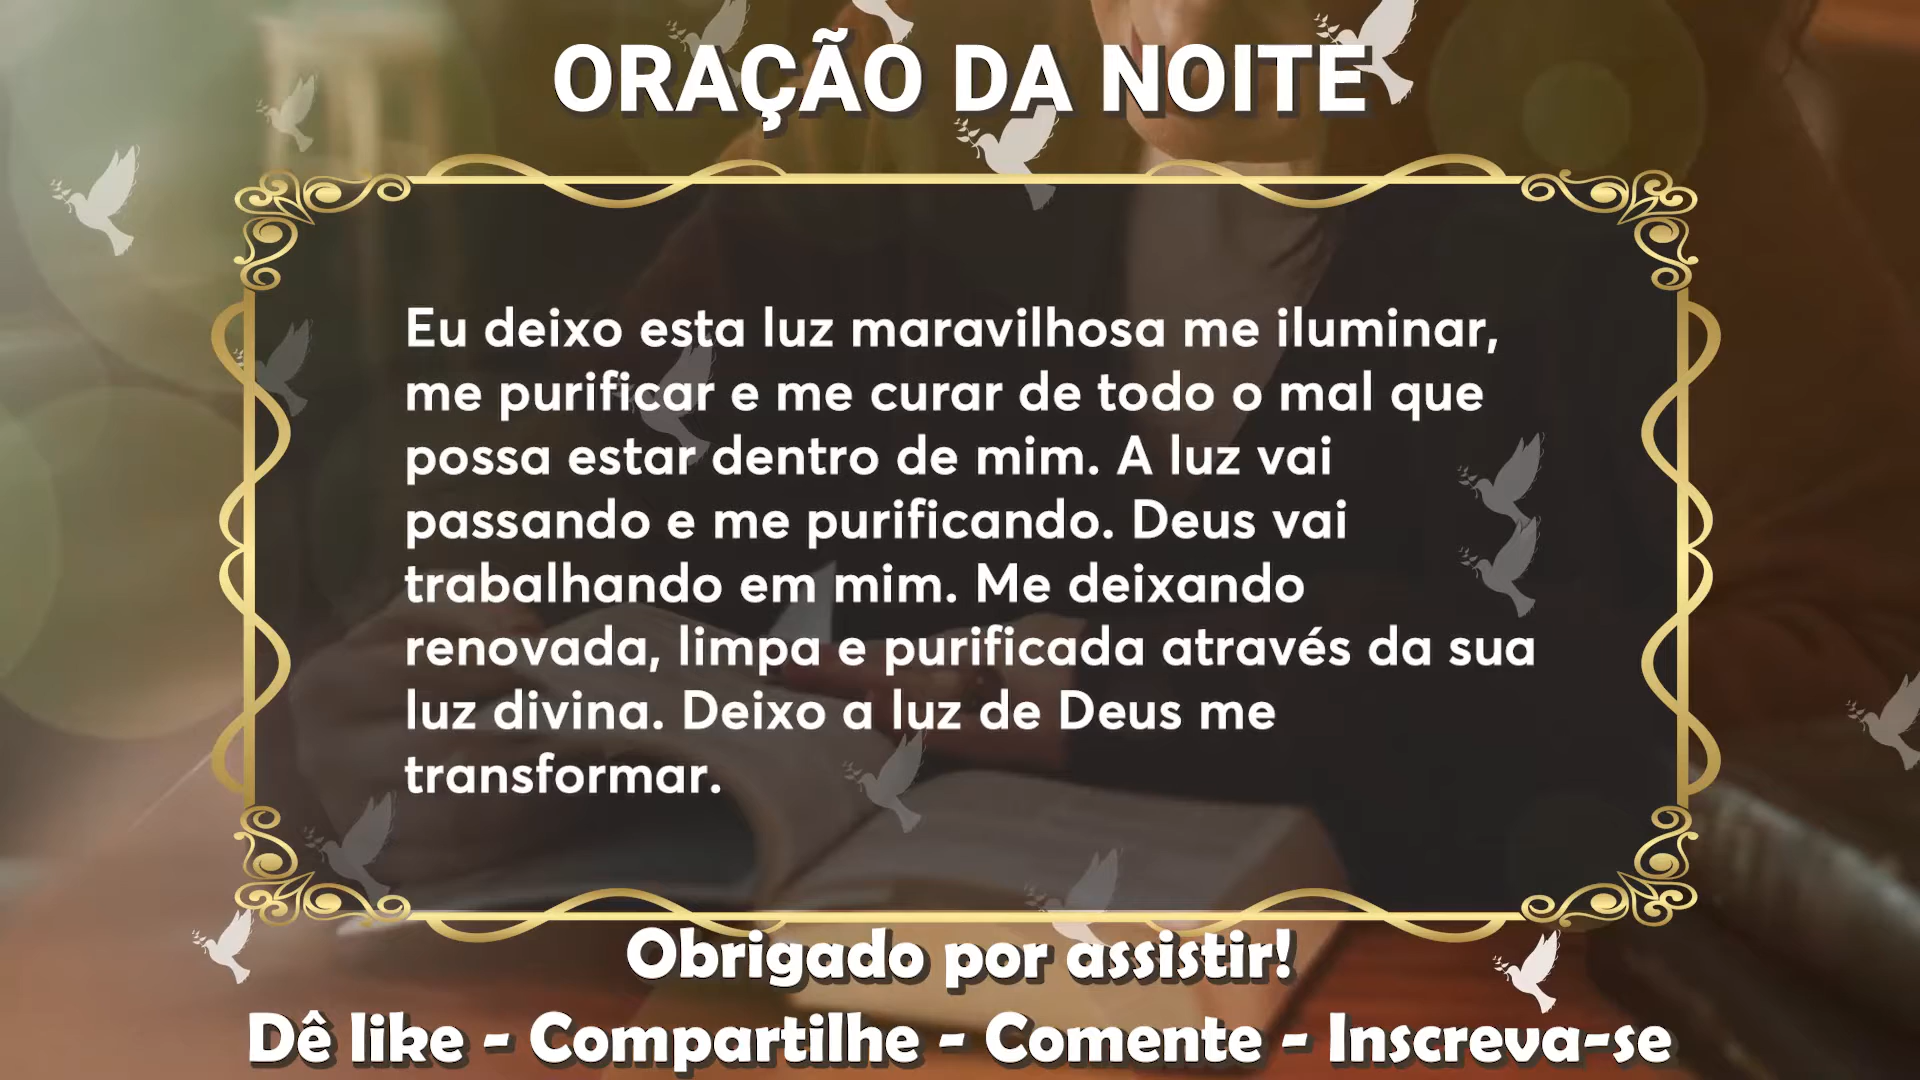 ORAÇÃO DA NOITE
Eu deixo esta luz maravilhosa me iluminar,
me purificar e me curar de todo o mal que
possa estar dentro de mim. A luz vai
passando e me purificando. Deus vai
trabalhando em mim. Me deixando
renovada, limpa e purificada através da sua
luz divina. Deixo a luz de Deus me
transformar.
Obrigado por assistir!
Dê like - Compartilhe - Comente - Inscreva-se